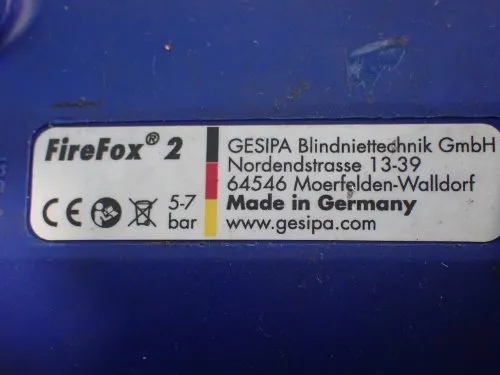 FireFox® 2
5-7
bar
GESIPA Blindniettechnik GmbH
Nordendstrasse 13-39
64546 Moerfelden-Walldorf
Made in Germany
www.gesipa.com
CE